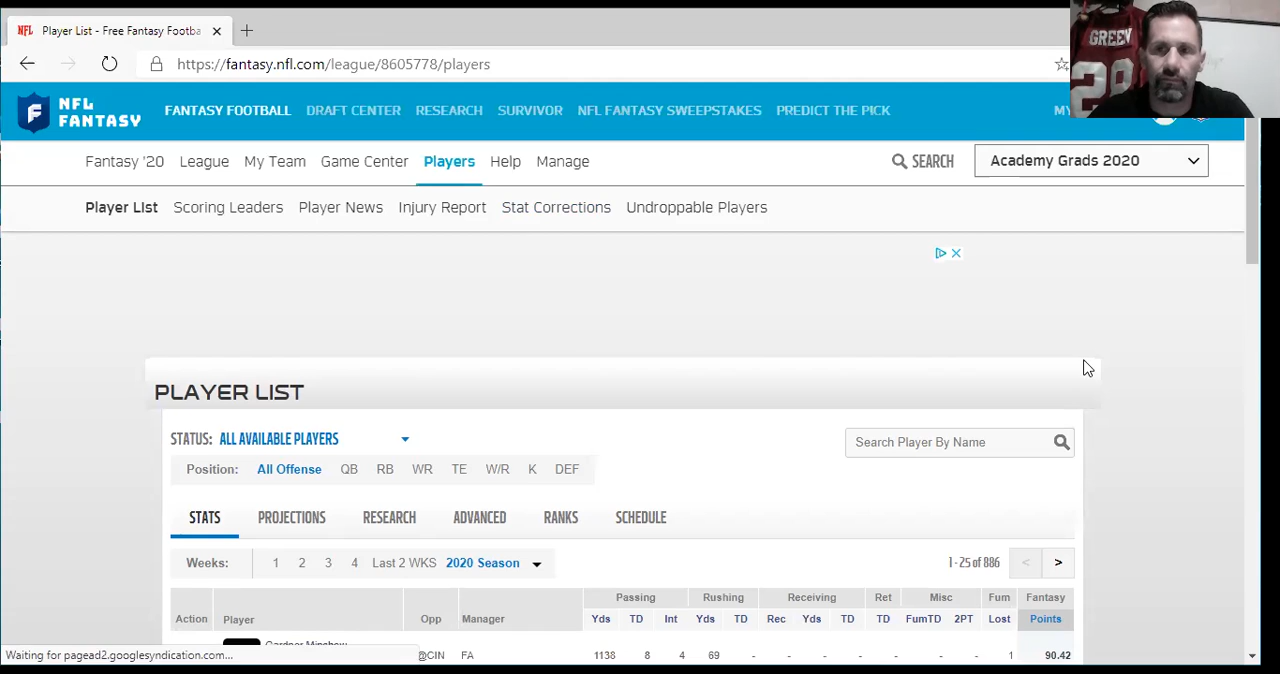 NFL Player List - Free Fantasy Footba
https://fantasy.nfl.com/league/8605778/players
GREEN
28
NFL FANTASY
FANTASY FOOTBALL DRAFT CENTER RESEARCH SURVIVOR NFL FANTASY SWEEPSTAKES PREDICT THE PICK MY
Fantasy '20 League My Team Game Center Players Help Manage SEARCH Academy Grads 2020
Player List Scoring Leaders Player News Injury Report Stat Corrections Undroppable Players
PLAYER LIST
STATUS: ALL AVAILABLE PLAYERS Search Player By Name
Position: All Offense QB RB WR TE W/R K DEF
STATS PROJECTIONS RESEARCH ADVANCED RANKS SCHEDULE
Weeks: 1 2 3 4 Last 2 WKS 2020 Season 1 - 25 of 886 < >
Passing Rushing Receiving Ret Misc Fum Fantasy
Action Player Opp Manager Yds TD Int Yds TD Rec Yds TD TD FumTD 2PT Lost Points
Gardner Minshew
@CIN FA 1138 8 4 69 - - - - - - - 1 90.42
Waiting for pagead2.googlesyndication.com...